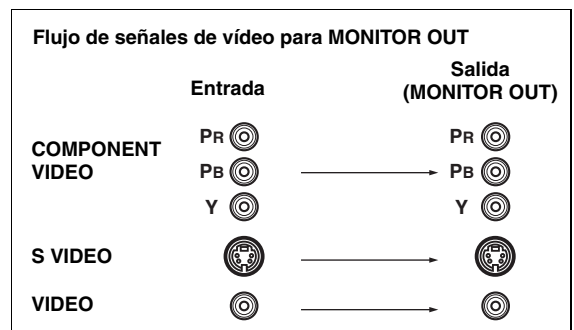 Flujo de señales de vídeo para MONITOR OUT
Entrada
Salida
(MONITOR OUT)
COMPONENT
VIDEO
PR PR
PB PB
Y Y
S VIDEO
VIDEO